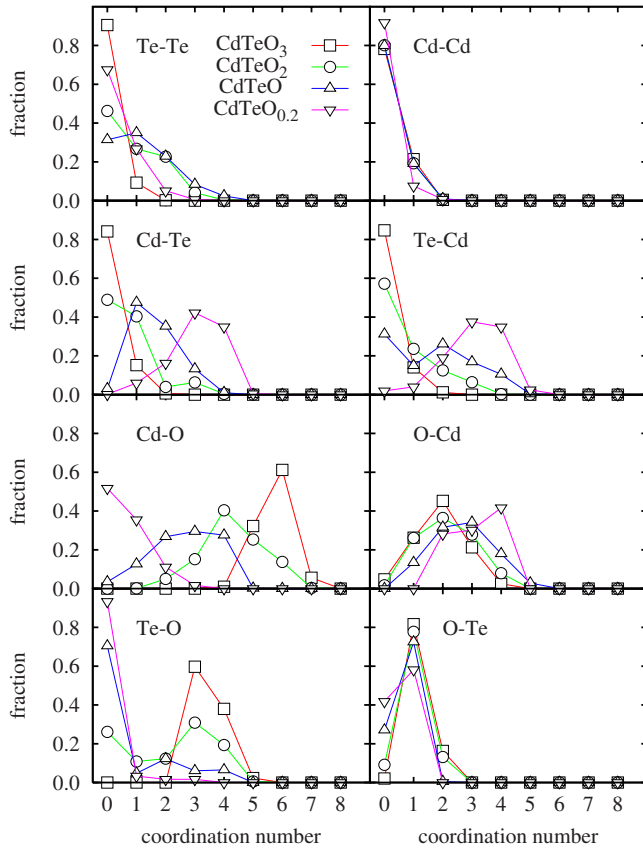 Te-Te
CdTeO₃
CdTeO₂
CdTeO
CdTeO₀.₂
Cd-Cd
fraction
0.8
0.6
0.4
0.2
0.0
Cd-Te
Te-Cd
fraction
0.8
0.6
0.4
0.2
0.0
Cd-O
O-Cd
fraction
0.8
0.6
0.4
0.2
0.0
Te-O
O-Te
fraction
0.8
0.6
0.4
0.2
0.0
0 1 2 3 4 5 6 7 8 0 1 2 3 4 5 6 7 8
coordination number coordination number